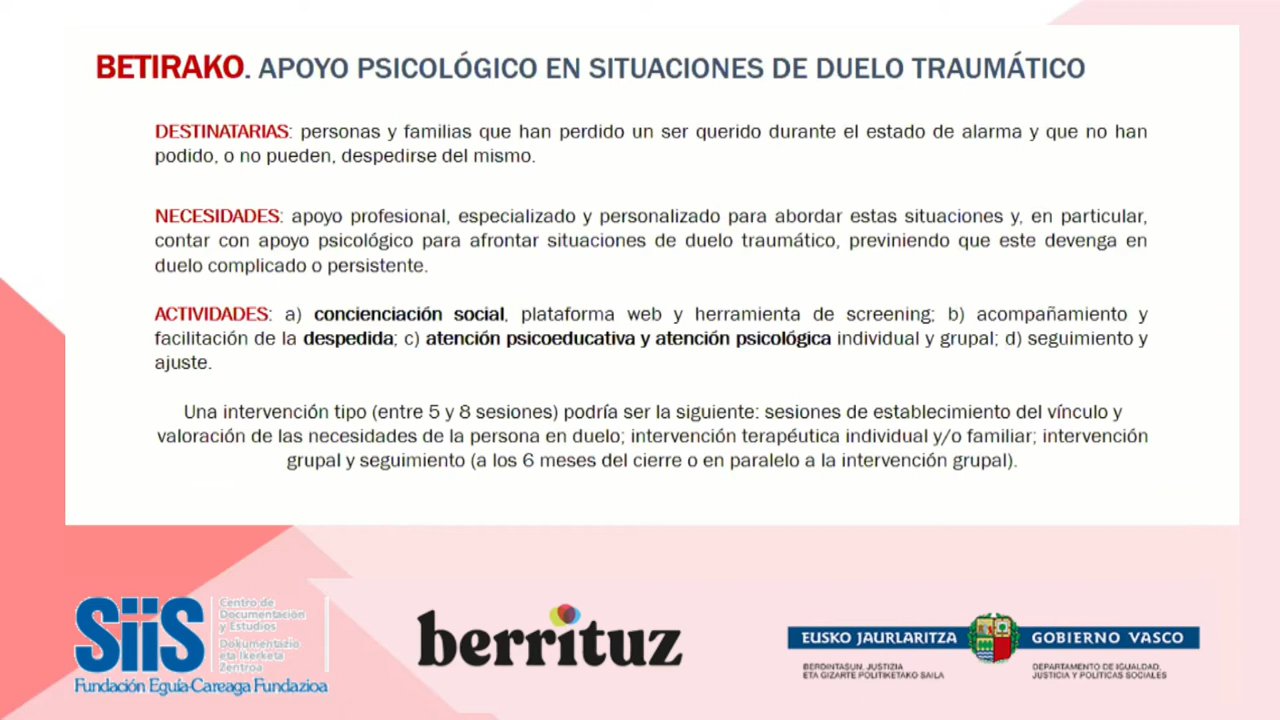 BETIRAKO. APOYO PSICOLÓGICO EN SITUACIONES DE DUELO TRAUMÁTICO
DESTINATARIAS: personas y familias que han perdido un ser querido durante el estado de alarma y que no han
podido, o no pueden, despedirse del mismo.
NECESIDADES: apoyo profesional, especializado y personalizado para abordar estas situaciones y, en particular,
contar con apoyo psicológico para afrontar situaciones de duelo traumático, previniendo que este devenga en
duelo complicado o persistente.
ACTIVIDADES: a) concienciación social, plataforma web y herramienta de screening; b) acompañamiento y
facilitación de la despedida; c) atención psicoeducativa y atención psicológica individual y grupal; d) seguimiento y
ajuste.
Una intervención tipo (entre 5 y 8 sesiones) podría ser la siguiente: sesiones de establecimiento del vínculo y
valoración de las necesidades de la persona en duelo; intervención terapéutica individual y/o familiar; intervención
grupal y seguimiento (a los 6 meses del cierre o en paralelo a la intervención grupal).
SiiS
Centro de
Documentación
y Estudios
Dokumentazio
eta Ikerketa
Zentroa
Fundación Eguía-Careaga Fundazioa
berrituz
EUSKO JAURLARITZA
GOBIERNO VASCO
BERDINTASUN, JUSTIZIA
ETA GIZARTE POLITIKETAKO SAILA
DEPARTAMENTO DE IGUALDAD,
JUSTICIA Y POLÍTICAS SOCIALES